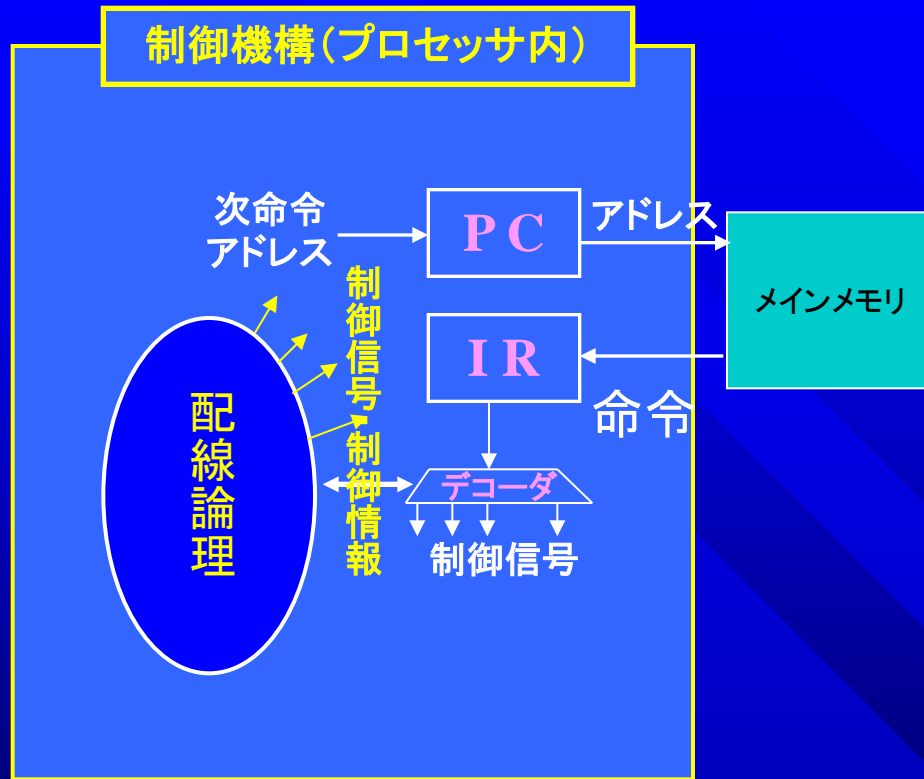 制御機構（プロセッサ内）
次命令
アドレス
ＰＣ
アドレス
メインメモリ
ＩＲ
命令
制御信号・制御情報
配線論理
デコーダ
制御信号